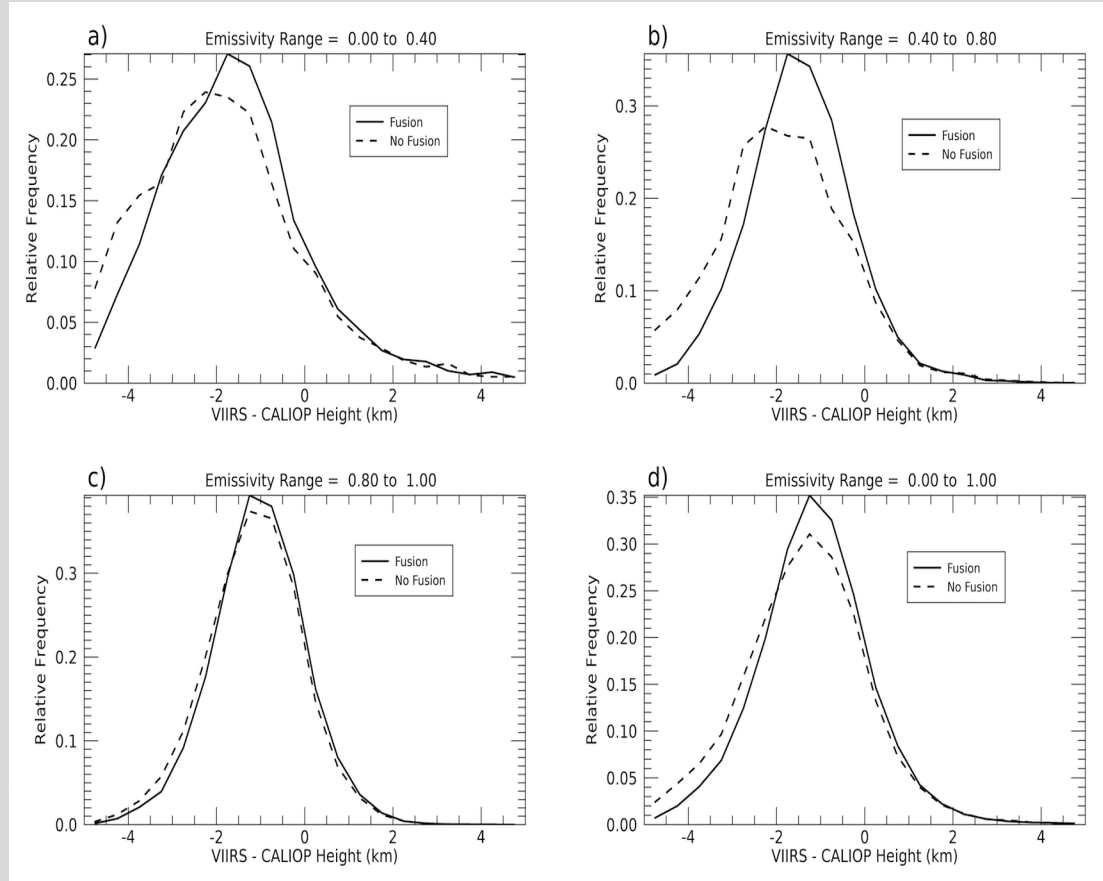 a)
Emissivity Range = 0.00 to 0.40
0.25
0.20
0.15
0.10
0.05
0.00
Relative Frequency
Fusion
No Fusion
-4 -2 0 2 4
VIIRS - CALIOP Height (km)
b)
Emissivity Range = 0.40 to 0.80
0.3
0.2
0.1
0.0
Relative Frequency
Fusion
No Fusion
-4 -2 0 2 4
VIIRS - CALIOP Height (km)
c)
Emissivity Range = 0.80 to 1.00
0.3
0.2
0.1
0.0
Relative Frequency
Fusion
No Fusion
-4 -2 0 2 4
VIIRS - CALIOP Height (km)
d)
Emissivity Range = 0.00 to 1.00
0.35
0.30
0.25
0.20
0.15
0.10
0.05
0.00
Relative Frequency
Fusion
No Fusion
-4 -2 0 2 4
VIIRS - CALIOP Height (km)